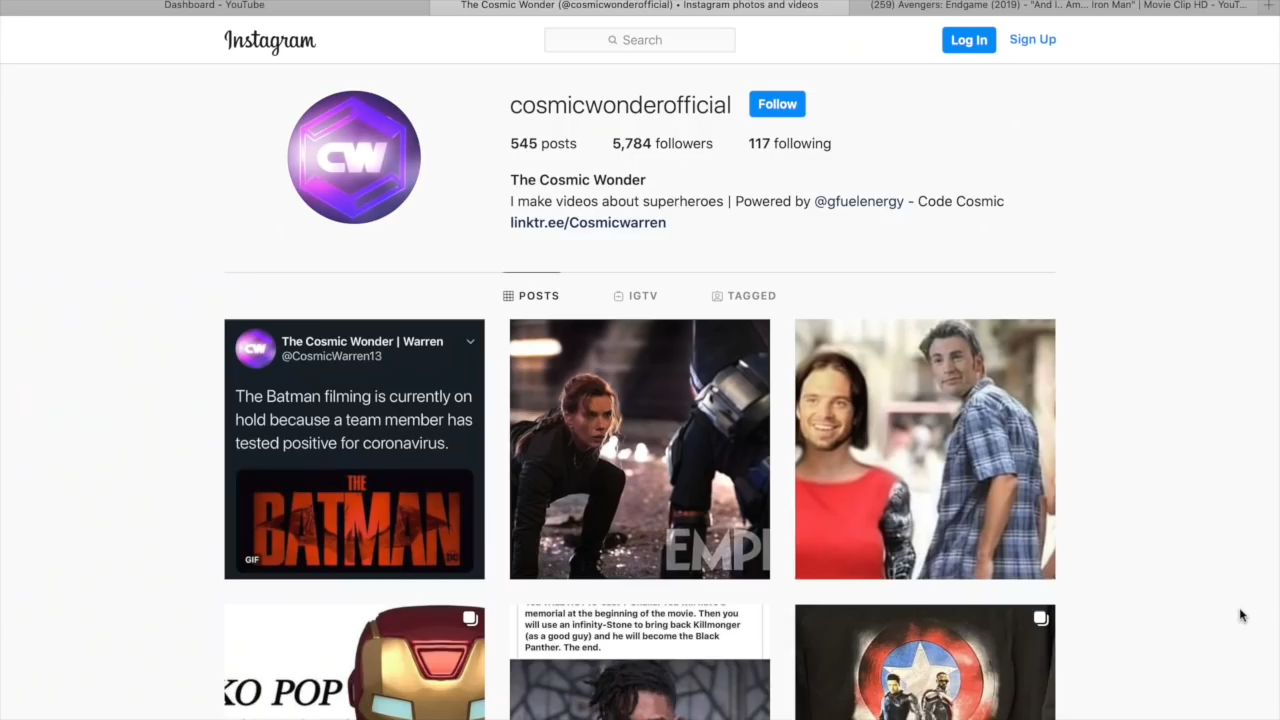 Dashboard - YouTube
The Cosmic Wonder (@cosmicwonderofficial) • Instagram photos and videos
(259) Avengers: Endgame (2019) - "And I.. Am... Iron Man" | Movie Clip HD - YouT...
Instagram
Search
Log In
Sign Up
CW
cosmicwonderofficial
Follow
545 posts
5,784 followers
117 following
The Cosmic Wonder
I make videos about superheroes | Powered by @gfuelenergy - Code Cosmic
linktr.ee/Cosmicwarren
POSTS
IGTV
TAGGED
CW
The Cosmic Wonder | Warren
@CosmicWarren13
The Batman filming is currently on
hold because a team member has
tested positive for coronavirus.
THE
BATMAN
GIF
DC
EMPI
KO POP
memorial at the beginning of the movie. Then you
will use an infinity-Stone to bring back Killmonger
(as a good guy) and he will become the Black
Panther. The end.